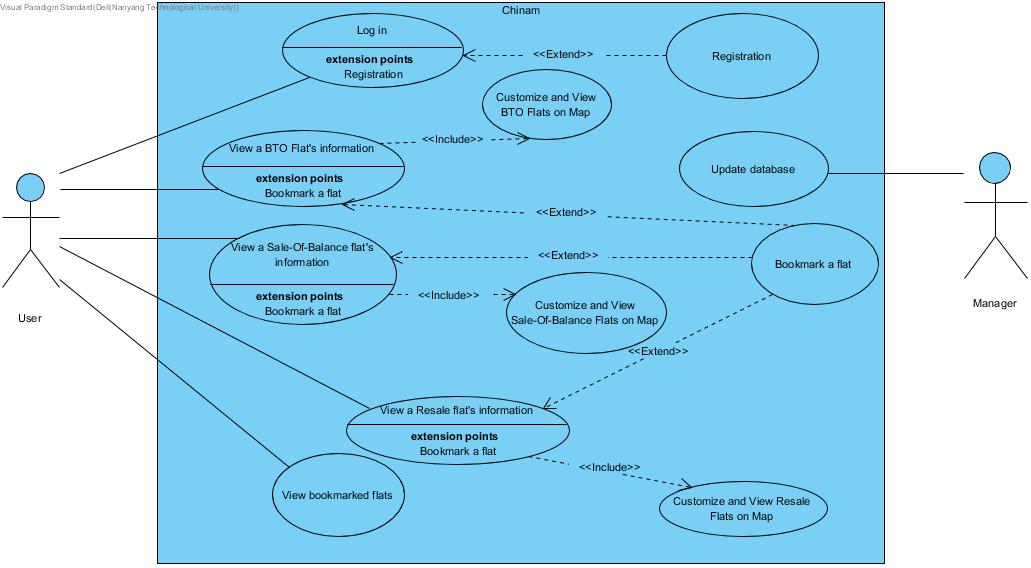 Visual Paradigm Standard(Dell(Nanyang Technological University))
Chinam
Log in
extension points
Registration
<<Extend>>
Registration
Customize and View
BTO Flats on Map
<<Include>>
View a BTO Flat's information
extension points
Bookmark a flat
Update database
<<Extend>>
View a Sale-Of-Balance flat's
information
extension points
Bookmark a flat
<<Extend>>
Bookmark a flat
<<Include>>
Customize and View
Sale-Of-Balance Flats on Map
User
Manager
<<Extend>>
View a Resale flat's information
extension points
Bookmark a flat
<<Include>>
View bookmarked flats
Customize and View Resale
Flats on Map